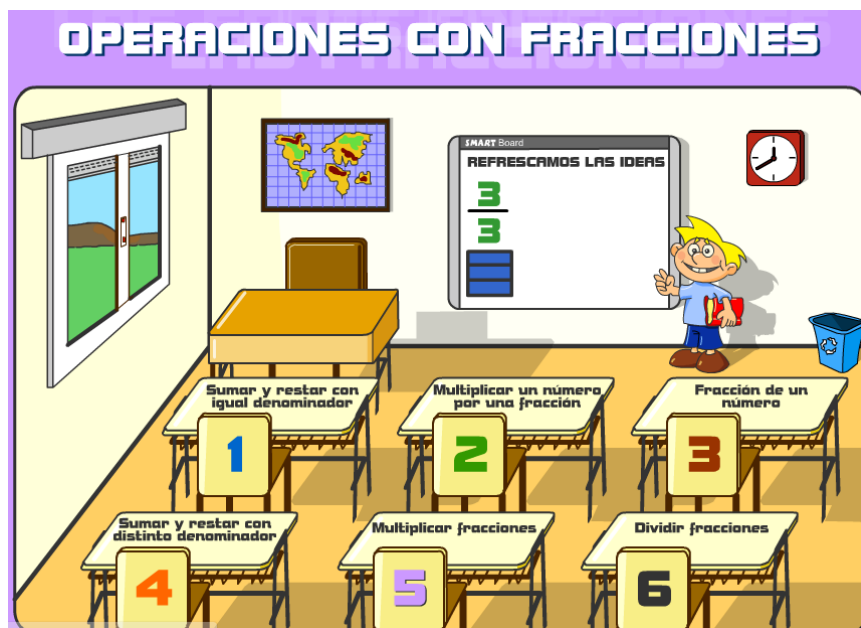 OPERACIONES CON FRACCIONES
SMART Board
REFRESCAMOS LAS IDEAS
3
3
Sumar y restar con
igual denominador
1
Multiplicar un número
por una fracción
2
Fracción de un
número
3
Sumar y restar con
distinto denominador
4
Multiplicar fracciones
5
Dividir fracciones
6